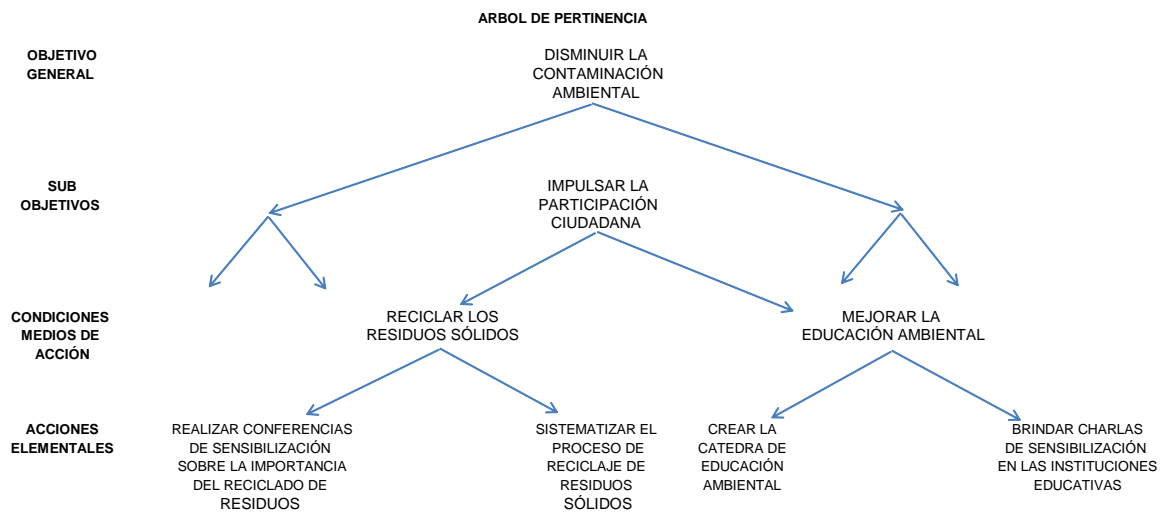 ARBOL DE PERTINENCIA
OBJETIVO
GENERAL
DISMINUIR LA
CONTAMINACIÓN
AMBIENTAL
SUB
OBJETIVOS
IMPULSAR LA
PARTICIPACIÓN
CIUDADANA
CONDICIONES
MEDIOS DE
ACCIÓN
RECICLAR LOS
RESIDUOS SÓLIDOS
MEJORAR LA
EDUCACIÓN AMBIENTAL
ACCIONES
ELEMENTALES
REALIZAR CONFERENCIAS
DE SENSIBILIZACIÓN
SOBRE LA IMPORTANCIA
DEL RECICLADO DE
RESIDUOS
SISTEMATIZAR EL
PROCESO DE
RECICLAJE DE
RESIDUOS
SÓLIDOS
CREAR LA
CATEDRA DE
EDUCACIÓN
AMBIENTAL
BRINDAR CHARLAS
DE SENSIBILIZACIÓN
EN LAS INSTITUCIONES
EDUCATIVAS